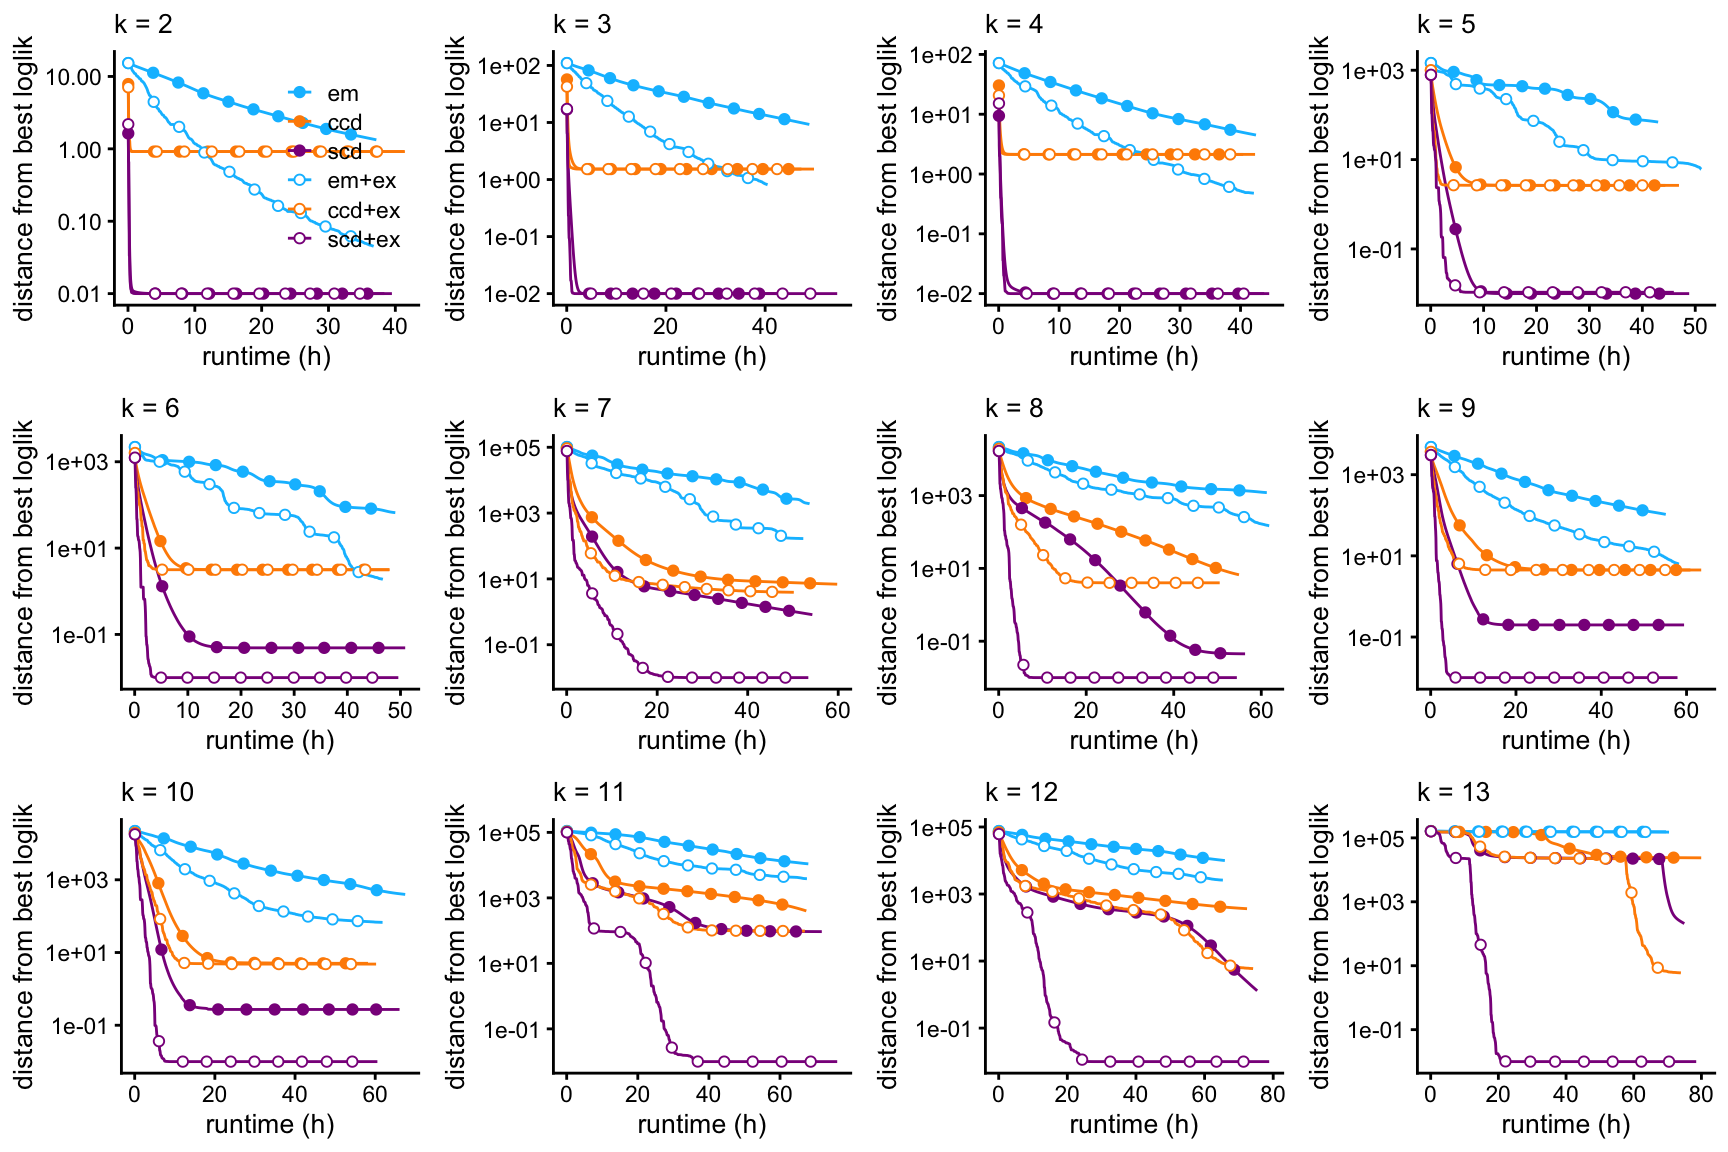 k = 2
distance from best loglik
10.00
1.00
0.10
0.01
em
ccd
scd
em+ex
ccd+ex
scd+ex
0 10 20 30 40
runtime (h)
k = 3
distance from best loglik
1e+02
1e+01
1e+00
1e-01
1e-02
0 20 40
runtime (h)
k = 4
distance from best loglik
1e+02
1e+01
1e+00
1e-01
1e-02
0 10 20 30 40
runtime (h)
k = 5
distance from best loglik
1e+03
1e+01
1e-01
0 10 20 30 40 50
runtime (h)
k = 6
distance from best loglik
1e+03
1e+01
1e-01
0 10 20 30 40 50
runtime (h)
k = 7
distance from best loglik
1e+05
1e+03
1e+01
1e-01
0 20 40 60
runtime (h)
k = 8
distance from best loglik
1e+03
1e+01
1e-01
0 20 40 60
runtime (h)
k = 9
distance from best loglik
1e+03
1e+01
1e-01
0 20 40 60
runtime (h)
k = 10
distance from best loglik
1e+03
1e+01
1e-01
0 20 40 60
runtime (h)
k = 11
distance from best loglik
1e+05
1e+03
1e+01
1e-01
0 20 40 60 80
runtime (h)
k = 12
distance from best loglik
1e+05
1e+03
1e+01
1e-01
0 20 40 60 80
runtime (h)
k = 13
distance from best loglik
1e+05
1e+03
1e+01
1e-01
0 20 40 60 80
runtime (h)